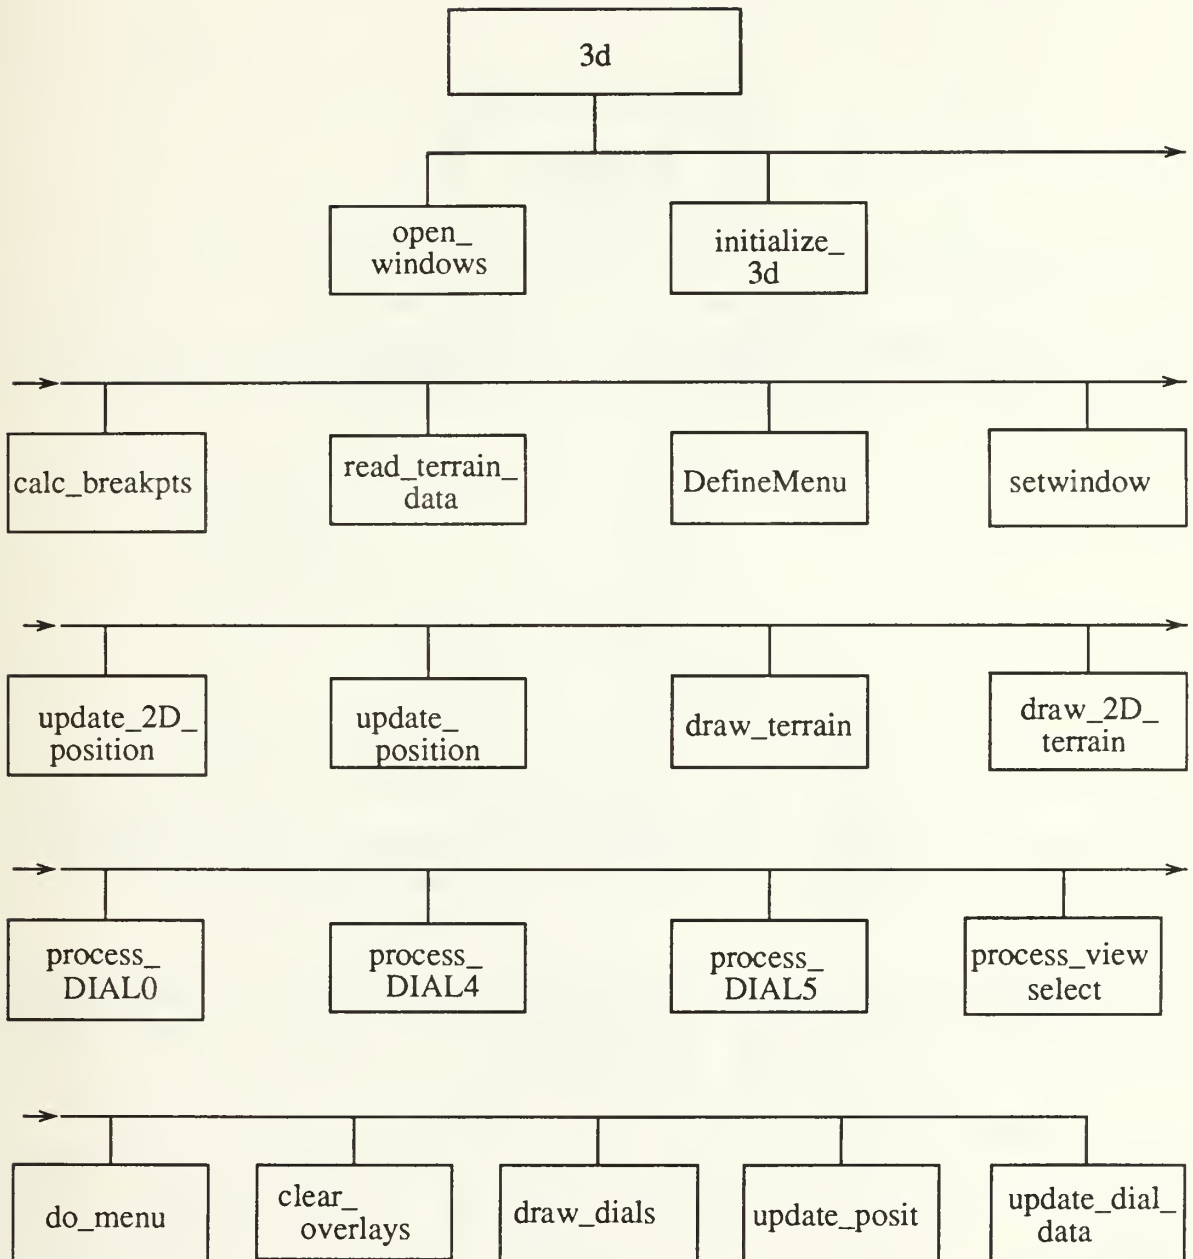 3d
open_
windows
initialize_
3d
calc_breakpts
read_terrain_
data
DefineMenu
setwindow
update_2D_
position
update_
position
draw_terrain
draw_2D_
terrain
process_
DIAL0
process_
DIAL4
process_
DIAL5
process_view
select
do_menu
clear_
overlays
draw_dials
update_posit
update_dial_
data